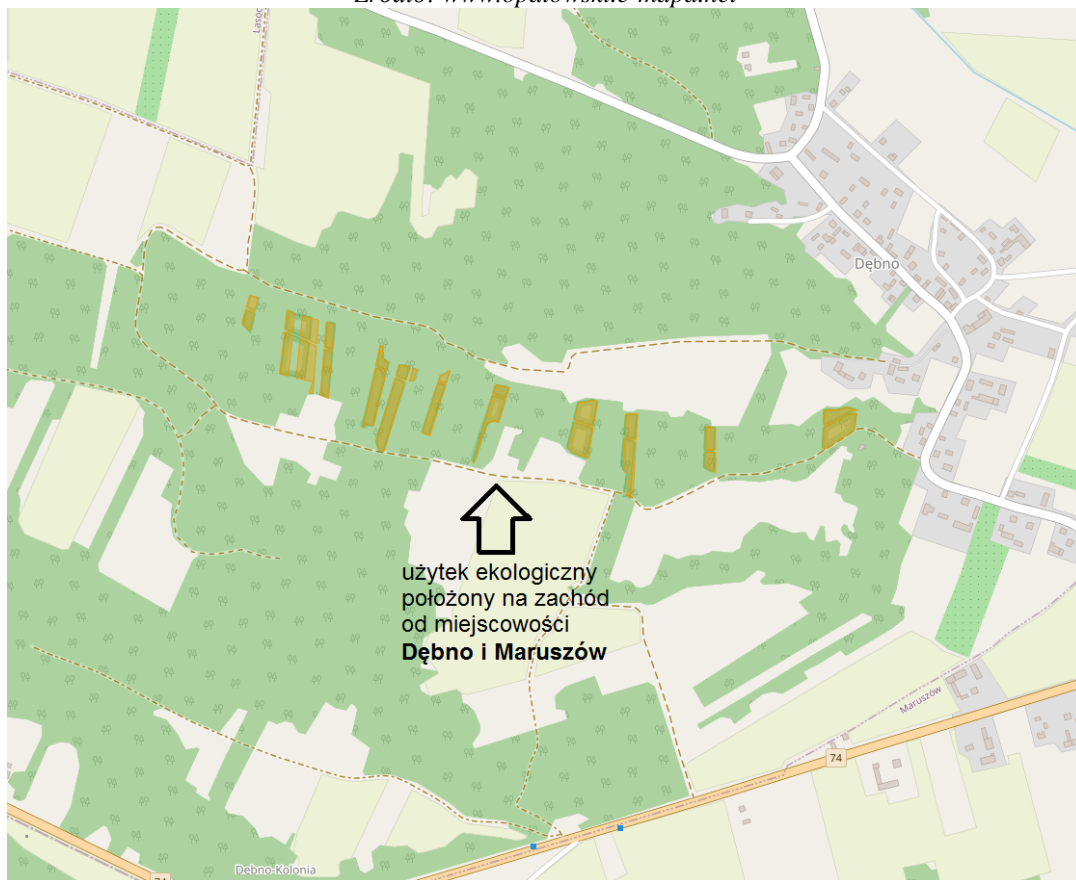 Źródło: www.opatowski.e-mapa.net
Lasoc
Dębno
użytek ekologiczny
położony na zachód
od miejscowości
Dębno i Maruszów
Maruszów
74
Dębno-Kolonia
74